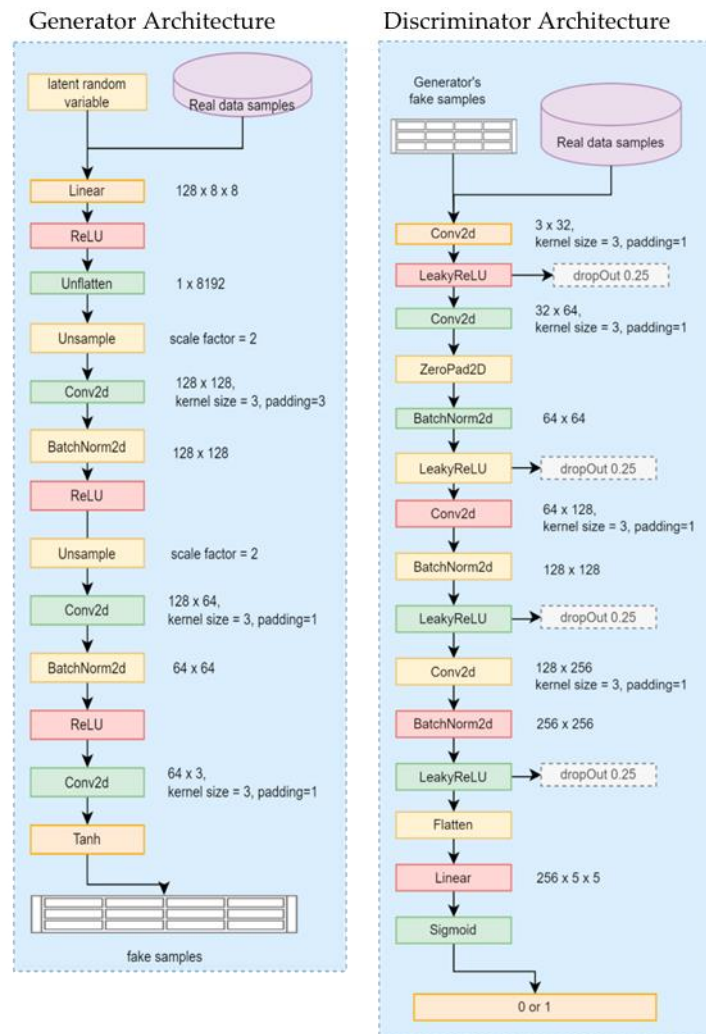 Generator Architecture
latent random
variable
Real data samples
Linear
128 x 8 x 8
ReLU
Unflatten
1 x 8192
Unsample
scale factor = 2
Conv2d
128 x 128,
kernel size = 3, padding=3
BatchNorm2d
128 x 128
ReLU
Unsample
scale factor = 2
Conv2d
128 x 64,
kernel size = 3, padding=1
BatchNorm2d
64 x 64
ReLU
Conv2d
64 x 3,
kernel size = 3, padding=1
Tanh
fake samples
Discriminator Architecture
Generator's
fake samples
Real data samples
Conv2d
3 x 32,
kernel size = 3, padding=1
LeakyReLU
dropOut 0.25
Conv2d
32 x 64,
kernel size = 3, padding=1
ZeroPad2D
BatchNorm2d
64 x 64
LeakyReLU
dropOut 0.25
Conv2d
64 x 128,
kernel size = 3, padding=1
BatchNorm2d
128 x 128
LeakyReLU
dropOut 0.25
Conv2d
128 x 256
kernel size = 3, padding=1
BatchNorm2d
256 x 256
LeakyReLU
dropOut 0.25
Flatten
Linear
256 x 5 x 5
Sigmoid
0 or 1